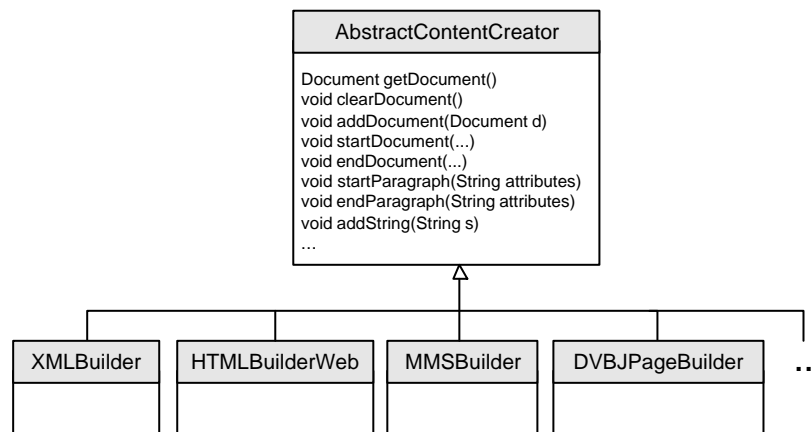 AbstractContentCreator
Document getDocument()
void clearDocument()
void addDocument(Document d)
void startDocument(...)
void endDocument(...)
void startParagraph(String attributes)
void endParagraph(String attributes)
void addString(String s)
...
XMLBuilder
HTMLBuilderWeb
MMSBuilder
DVBJPageBuilder
..